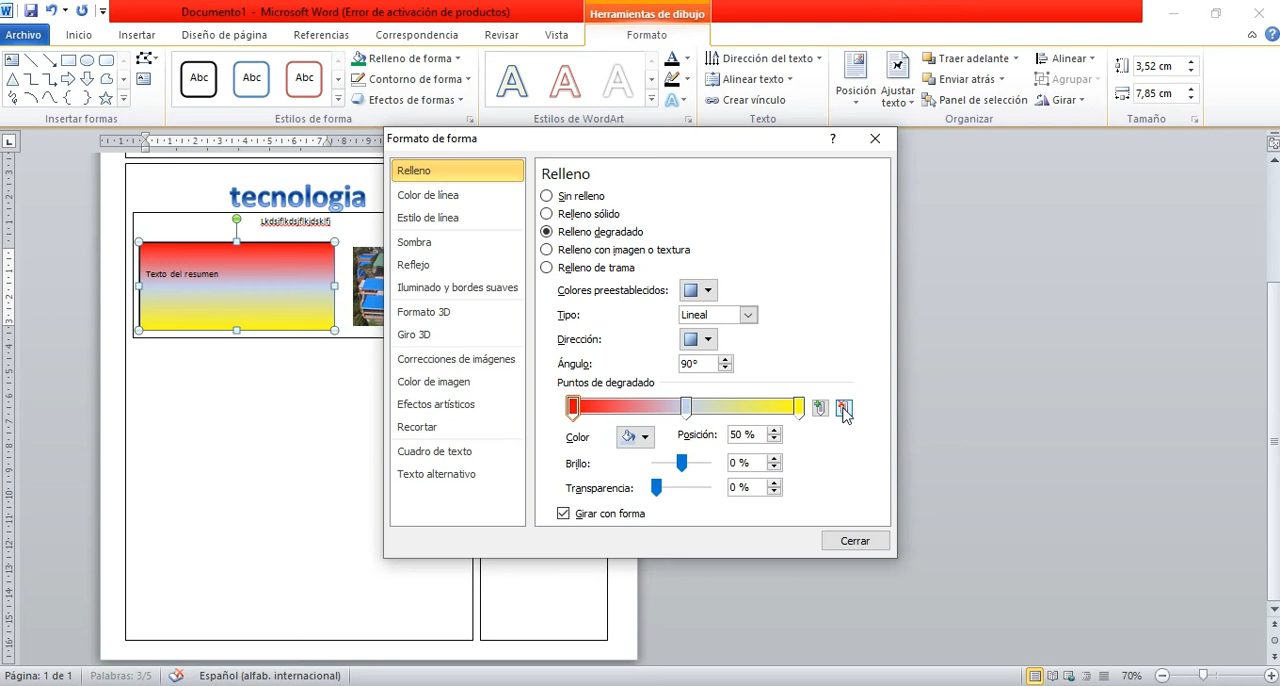 Documento1 - Microsoft Word (Error de activación de productos)
Herramientas de dibujo
Archivo
Inicio
Insertar
Diseño de página
Referencias
Correspondencia
Revisar
Vista
Formato
Abc
Abc
Abc
Relleno de forma
Contorno de forma
Efectos de formas
A
A
A
Dirección del texto
Alinear texto
Crear vínculo
Posición
Ajustar texto
Traer adelante
Enviar atrás
Panel de selección
Alinear
Agrupar
Girar
3,52 cm
7,85 cm
Insertar formas
Estilos de forma
Estilos de WordArt
Texto
Organizar
Tamaño
tecnologia
Lkdsjflkdsjflkjdsklfj
Texto del resumen
Formato de forma
Relleno
Color de línea
Estilo de línea
Sombra
Reflejo
Iluminado y bordes suaves
Formato 3D
Giro 3D
Correcciones de imágenes
Color de imagen
Efectos artísticos
Recortar
Cuadro de texto
Texto alternativo
Relleno
Sin relleno
Relleno sólido
Relleno degradado
Relleno con imagen o textura
Relleno de trama
Colores preestablecidos:
Tipo: Lineal
Dirección:
Ángulo: 90°
Puntos de degradado
Color Posición: 50 %
Brillo: 0 %
Transparencia: 0 %
Girar con forma
Cerrar
Página: 1 de 1
Palabras: 3/5
Español (alfab. internacional)
70%